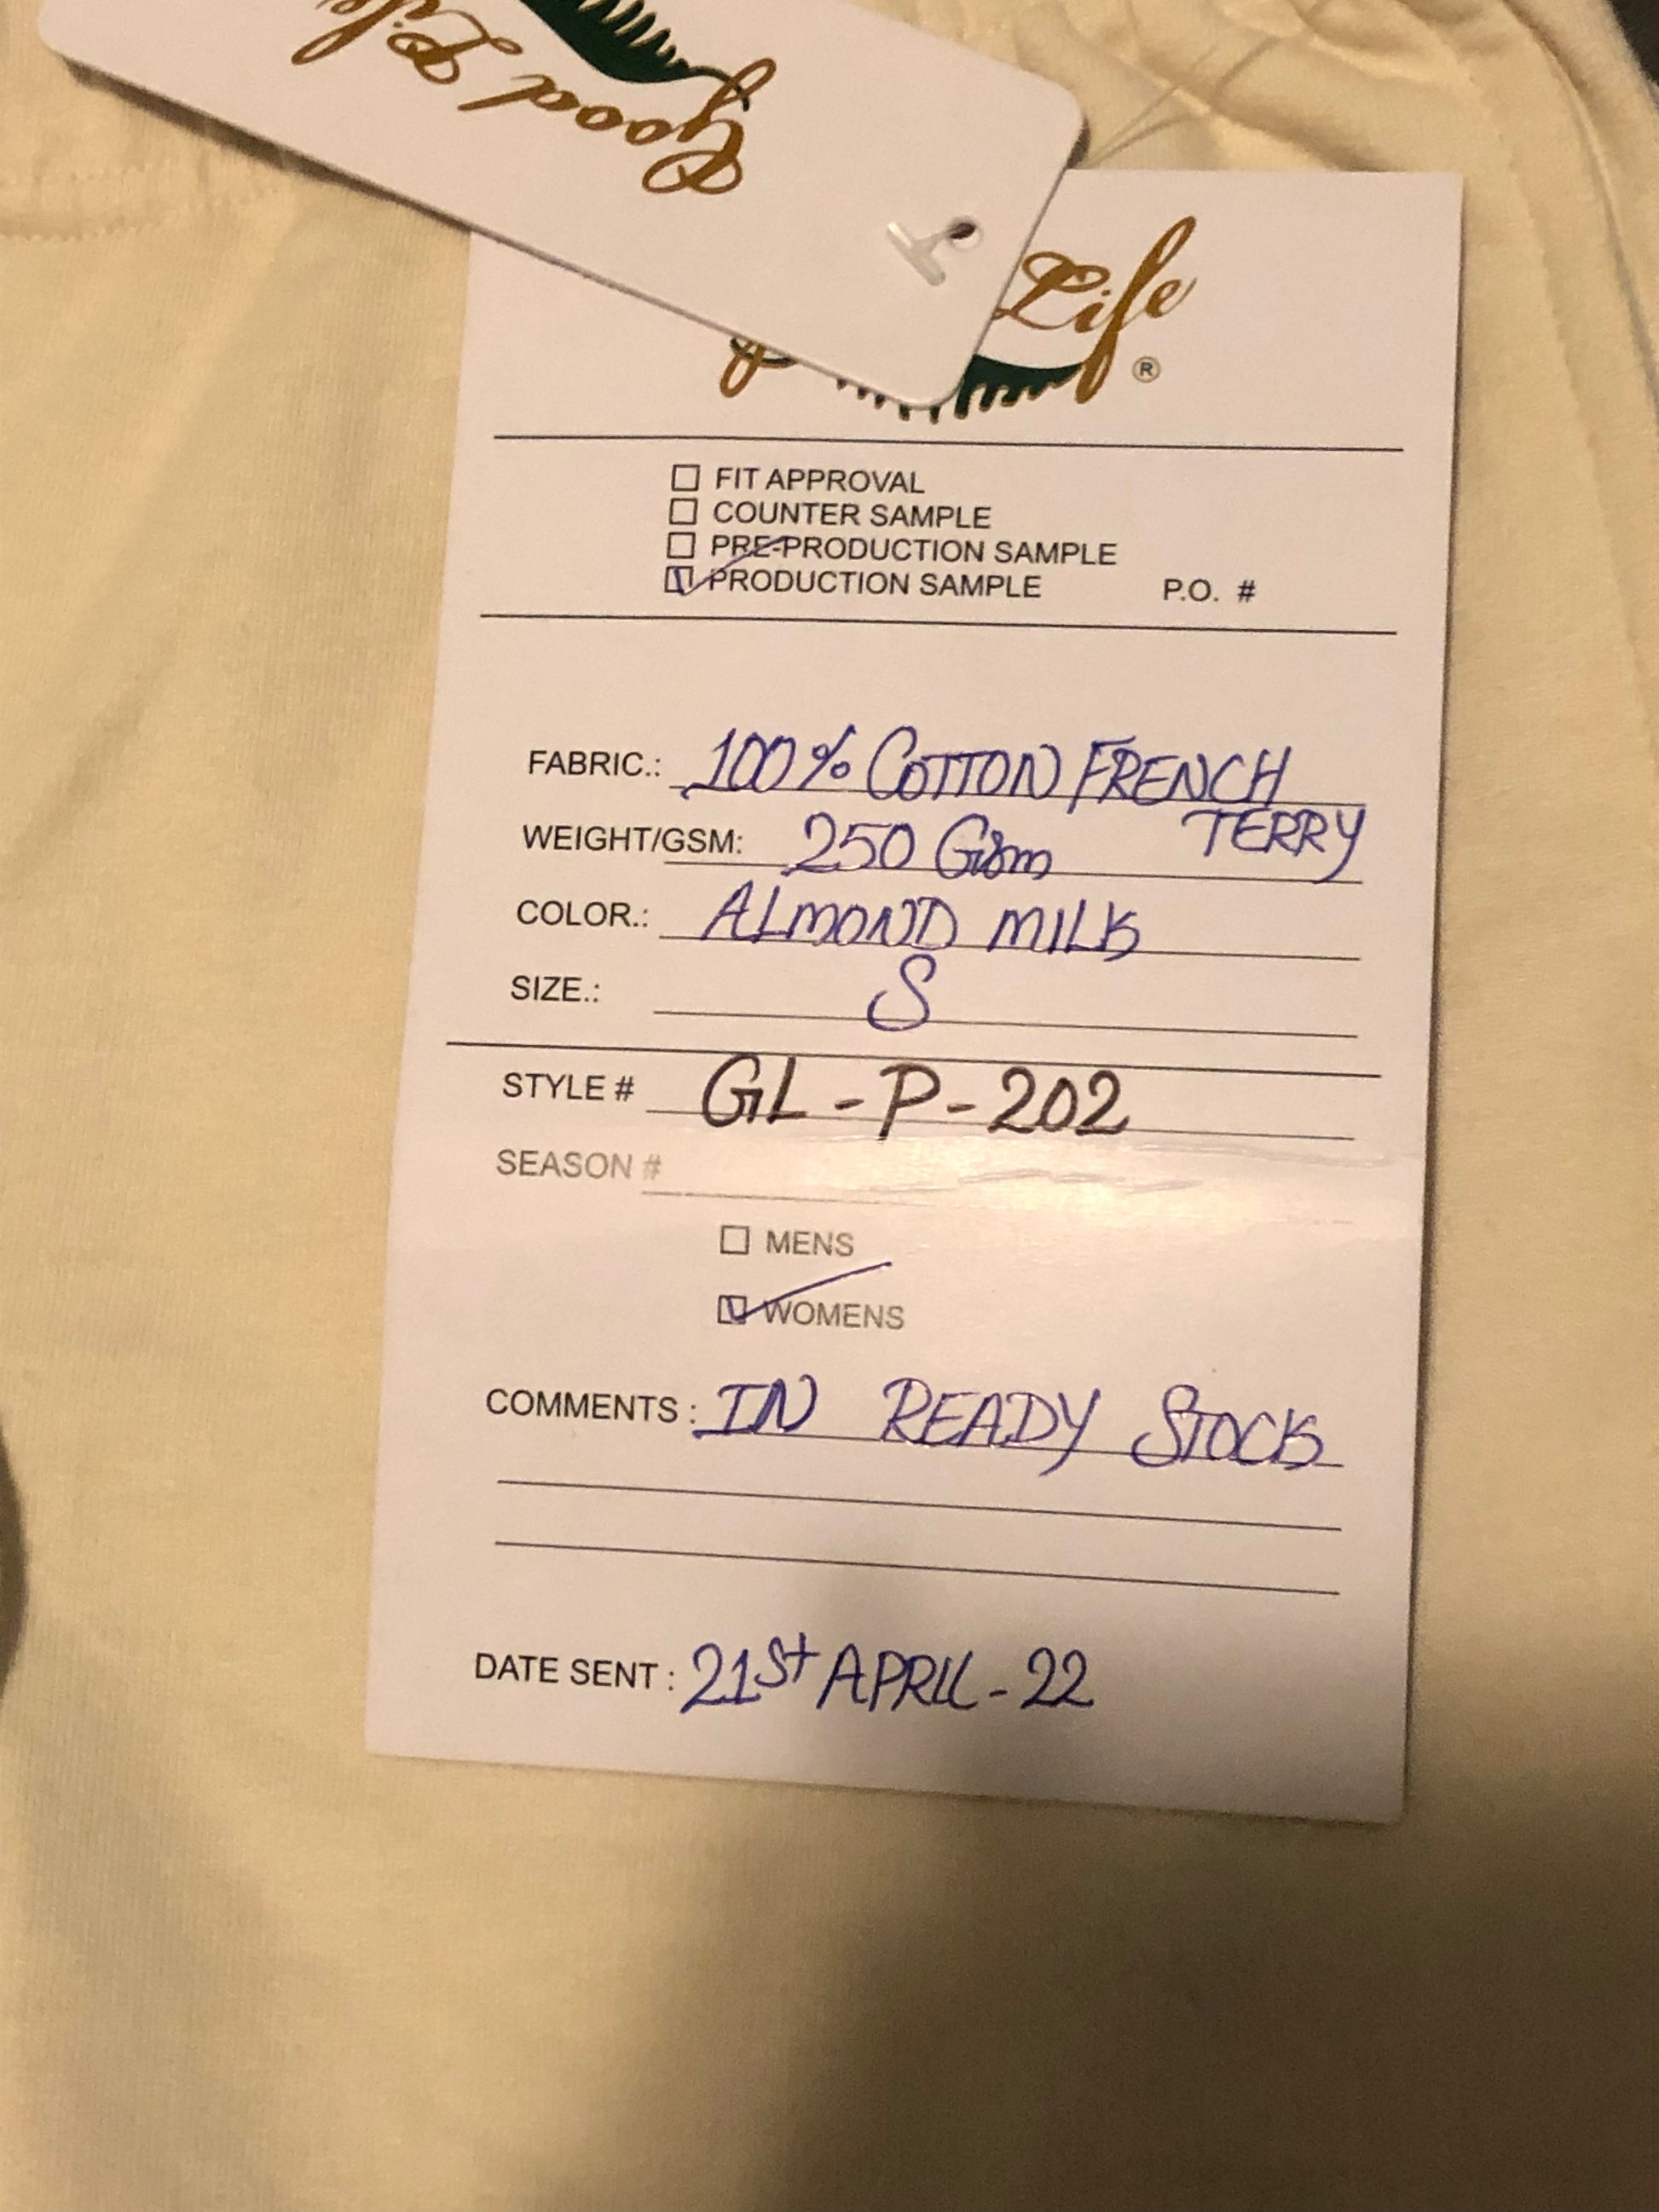 Good Life
Life ®
FIT APPROVAL
COUNTER SAMPLE
PRE-PRODUCTION SAMPLE
PRODUCTION SAMPLE P.O. #
FABRIC.: 100% COTTON FRENCH
TERRY
WEIGHT/GSM: 250 Gsm
COLOR.: ALMOND MILK
SIZE.: S
STYLE # GL-P-202
SEASON #
MENS
WOMENS
COMMENTS : IN READY STOCK
DATE SENT : 21st APRIL-22